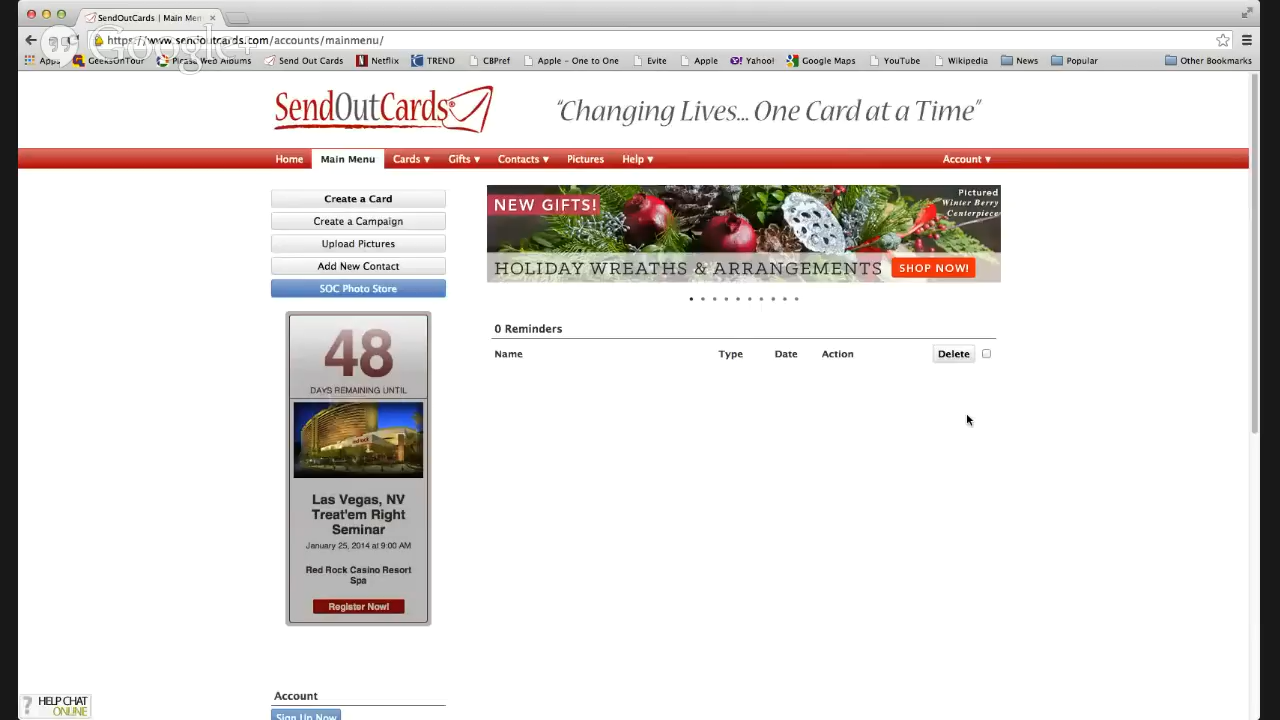 SendOutCards | Main Men
https://www.sendoutcards.com/accounts/mainmenu/
Google+
Apps GeeksOnTour Picasa Web Albums Send Out Cards Netflix TREND CBPref Apple - One to One Evite Apple Yahoo! Google Maps YouTube Wikipedia News Popular Other Bookmarks
SendOutCards® "Changing Lives... One Card at a Time"
Home Main Menu Cards ▾ Gifts ▾ Contacts ▾ Pictures Help ▾ Account ▾
Create a Card
Create a Campaign
Upload Pictures
Add New Contact
SOC Photo Store
NEW GIFTS!
Pictured
Winter Berry
Centerpiece
HOLIDAY WREATHS & ARRANGEMENTS SHOP NOW!
0 Reminders
Name Type Date Action Delete
48
DAYS REMAINING UNTIL
Las Vegas, NV
Treat'em Right
Seminar
January 25, 2014 at 9:00 AM
Red Rock Casino Resort
Spa
Register Now!
Account
Sign Up Now
? HELP CHAT
ONLINE